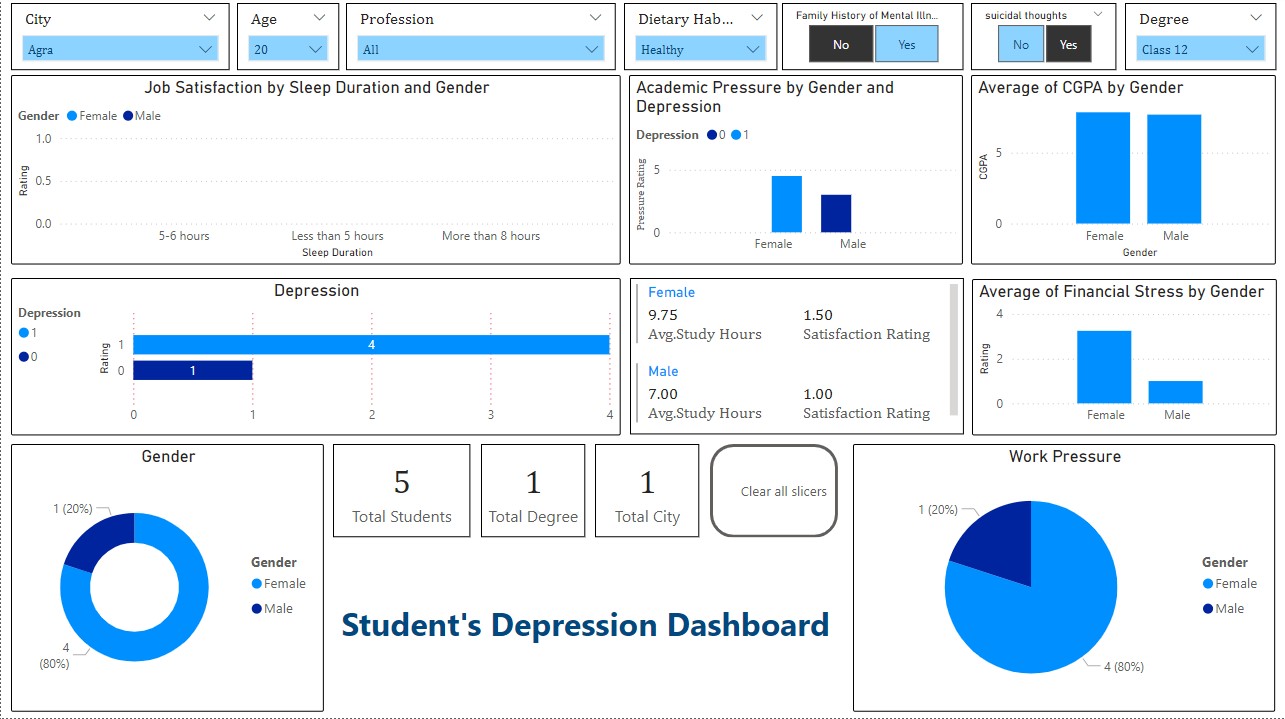 City
Agra
Age
20
Profession
All
Dietary Hab...
Healthy
Family History of Mental Illn...
No Yes
suicidal thoughts
No Yes
Degree
Class 12
Job Satisfaction by Sleep Duration and Gender
Gender Female Male
Rating
1.0
0.5
0.0
5-6 hours Less than 5 hours More than 8 hours
Sleep Duration
Academic Pressure by Gender and
Depression
Depression 0 1
Pressure Rating
5
0
Female Male
Average of CGPA by Gender
CGPA
5
0
Female Male
Gender
Depression
Depression
1
0
Rating
1 4
0 1
0 1 2 3 4
Female
9.75 1.50
Avg.Study Hours Satisfaction Rating
Male
7.00 1.00
Avg.Study Hours Satisfaction Rating
Average of Financial Stress by Gender
Rating
4
2
0
Female Male
Gender
1 (20%)
4
(80%)
Gender
Female
Male
5
Total Students
1
Total Degree
1
Total City
Clear all slicers
Student's Depression Dashboard
Work Pressure
1 (20%)
4 (80%)
Gender
Female
Male